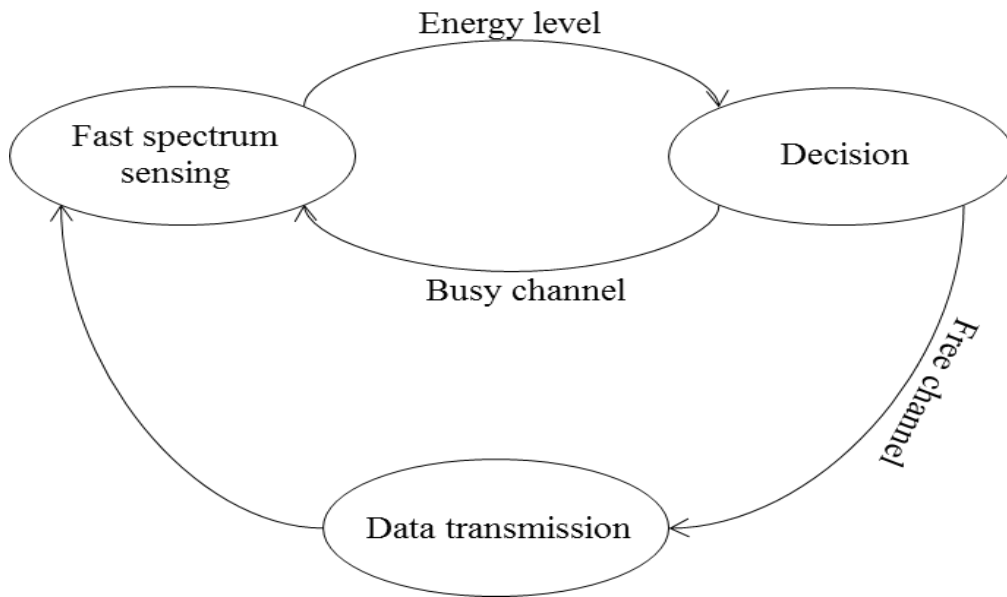 Energy level
Fast spectrum
sensing
Decision
Busy channel
Free channel
Data transmission